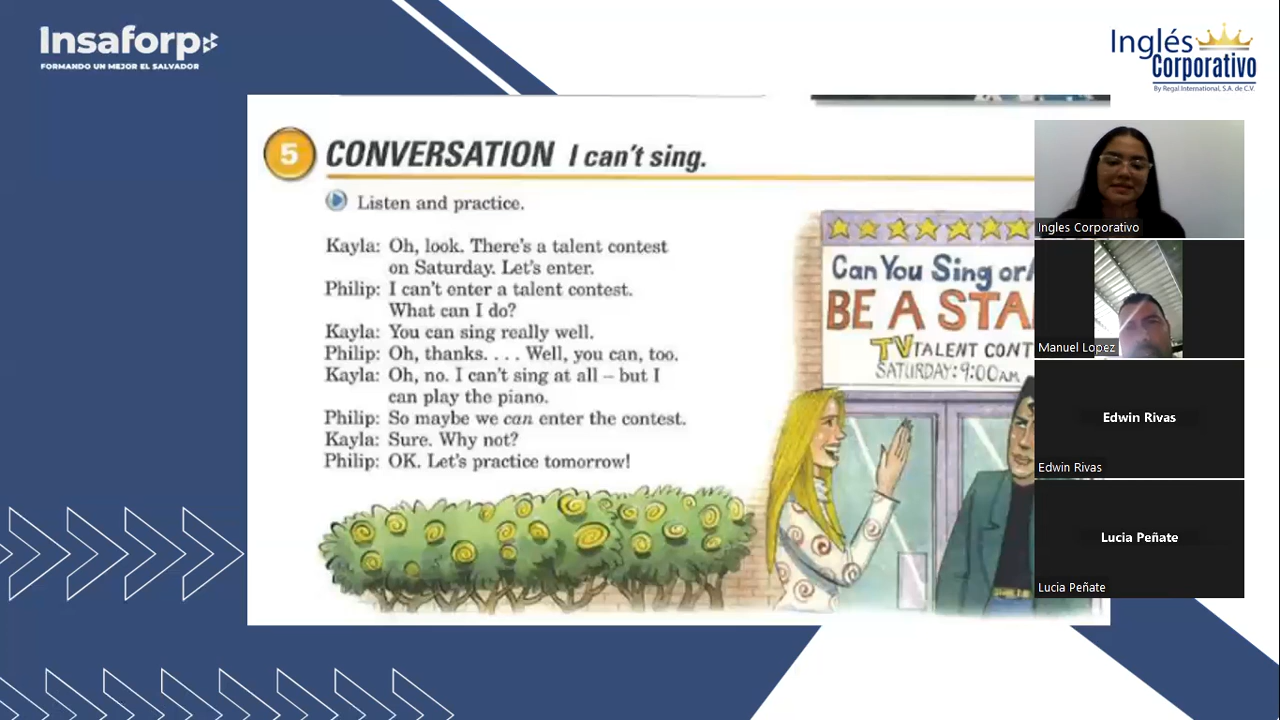 Insaforp
FORMANDO UN MEJOR EL SALVADOR
Inglés
Corporativo
By Regal International, S.A. de C.V.
5 CONVERSATION I can't sing.
Listen and practice.
Kayla: Oh, look. There's a talent contest
on Saturday. Let's enter.
Philip: I can't enter a talent contest.
What can I do?
Kayla: You can sing really well.
Philip: Oh, thanks. . . . Well, you can, too.
Kayla: Oh, no. I can't sing at all – but I
can play the piano.
Philip: So maybe we can enter the contest.
Kayla: Sure. Why not?
Philip: OK. Let's practice tomorrow!
Can You Sing or
BE A STA
TV TALENT CONT
SATURDAY: 9:00 AM
Ingles Corporativo
Manuel Lopez
Edwin Rivas
Edwin Rivas
Lucia Peñate
Lucia Peñate